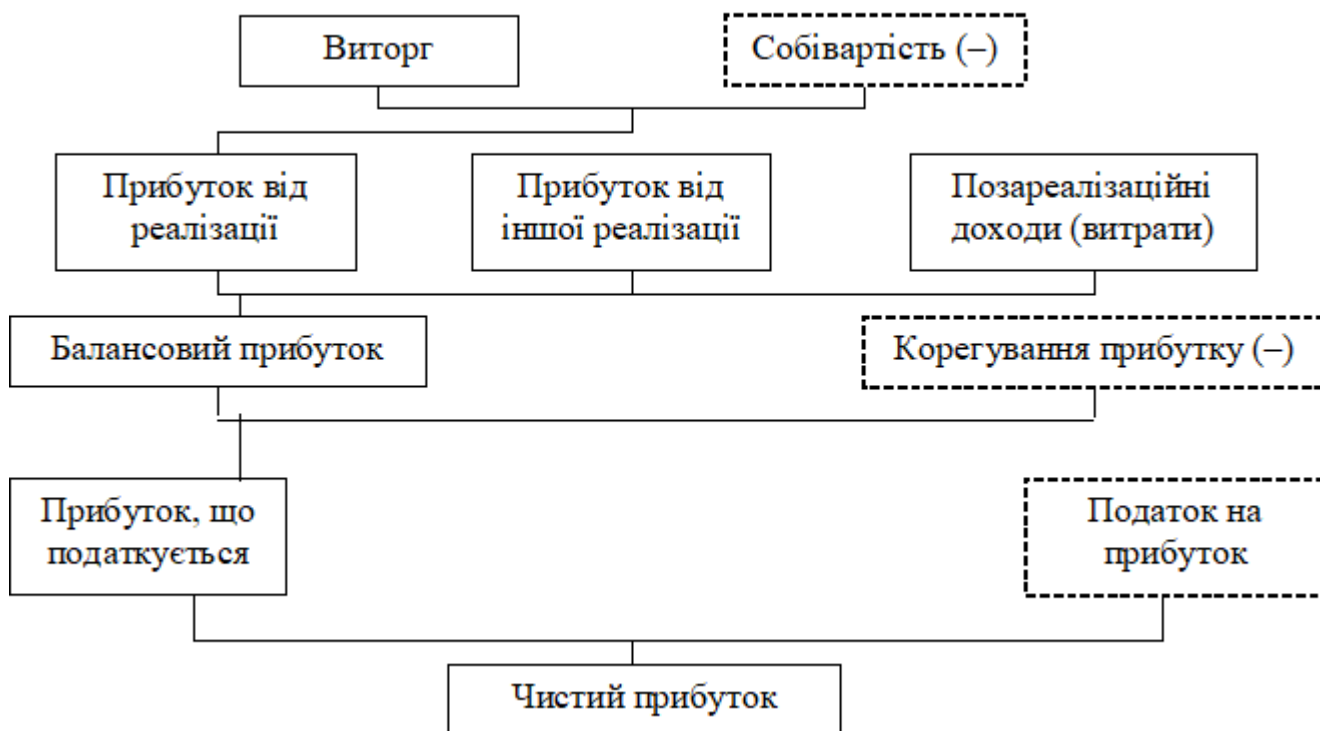 Виторг
Собівартість (–)
Прибуток від
реалізації
Прибуток від
іншої реалізації
Позареалізаційні
доходи (витрати)
Балансовий прибуток
Корегування прибутку (–)
Прибуток, що
податкується
Податок на
прибуток
Чистий прибуток